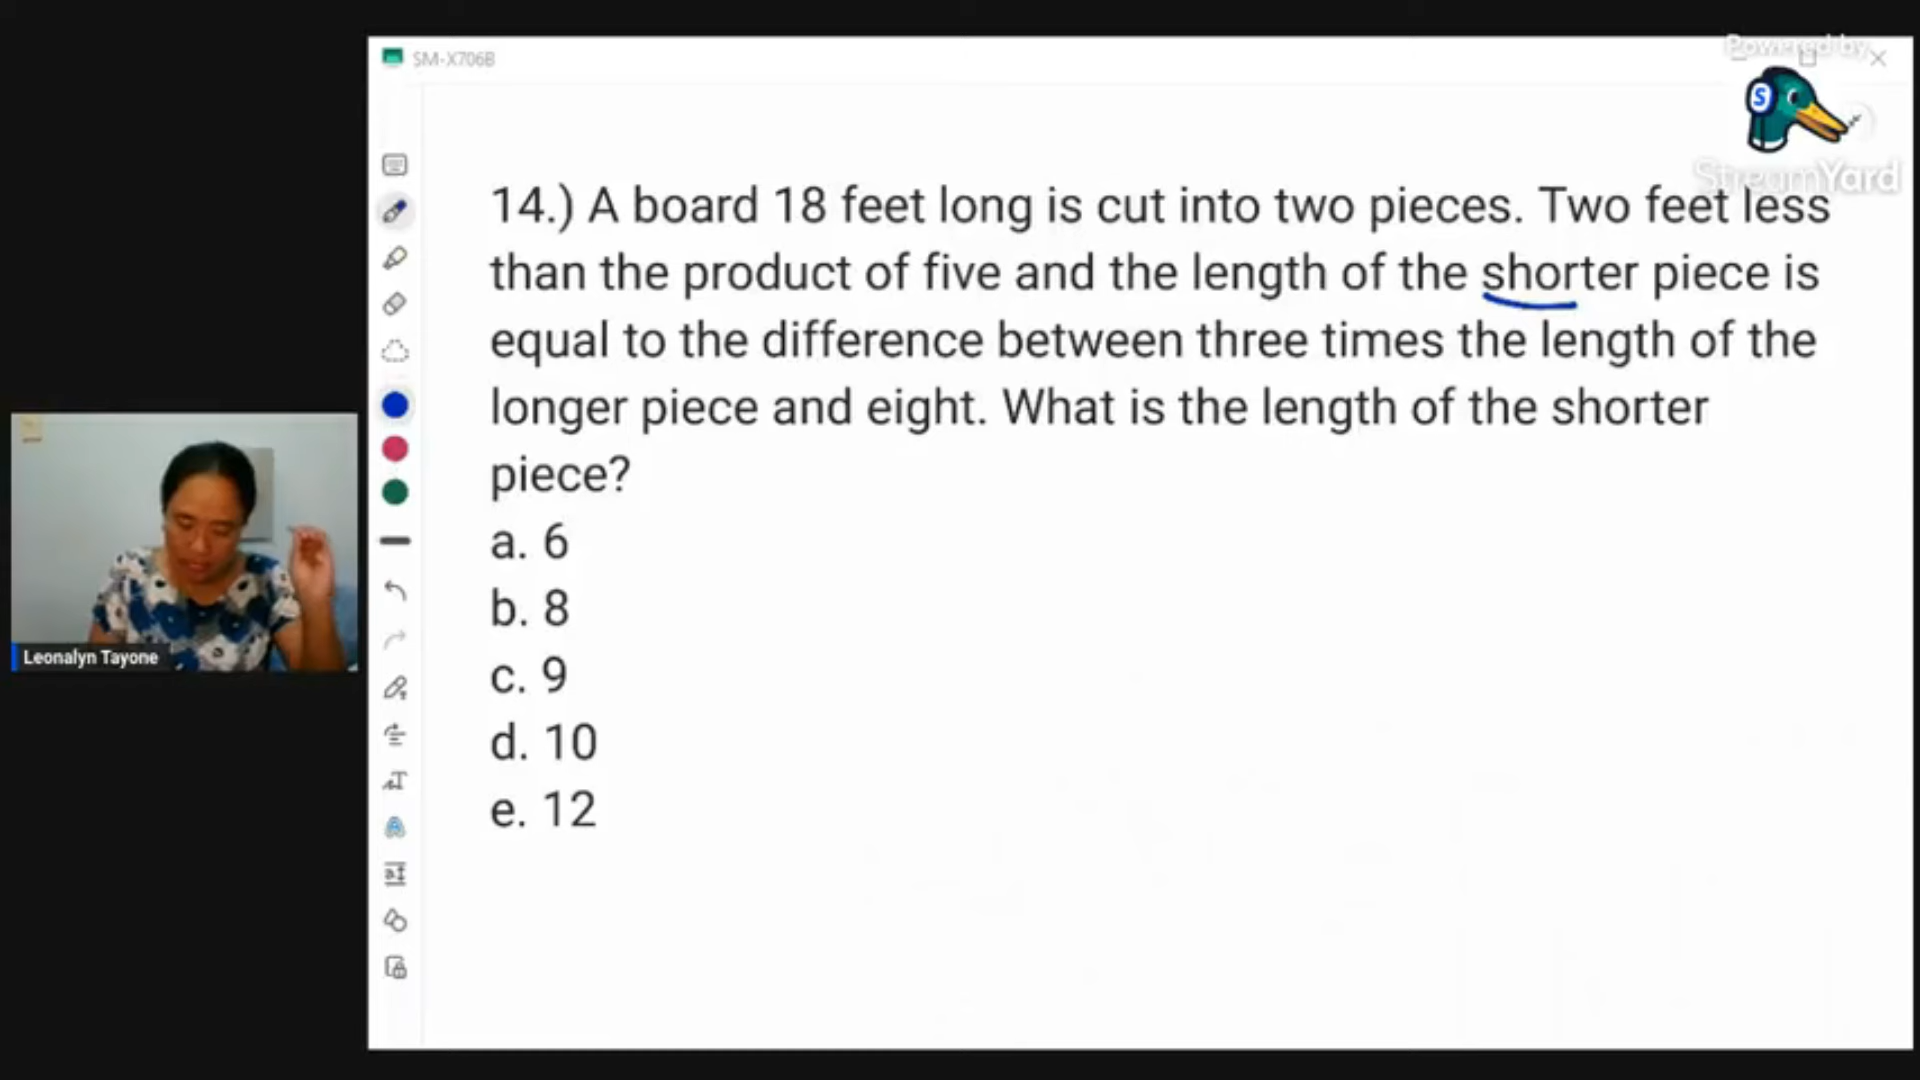 SM-X706B
Powered by
StreamYard
14.) A board 18 feet long is cut into two pieces. Two feet less
than the product of five and the length of the shorter piece is
equal to the difference between three times the length of the
longer piece and eight. What is the length of the shorter
piece?
a. 6
b. 8
c. 9
d. 10
e. 12
Leonalyn Tayone